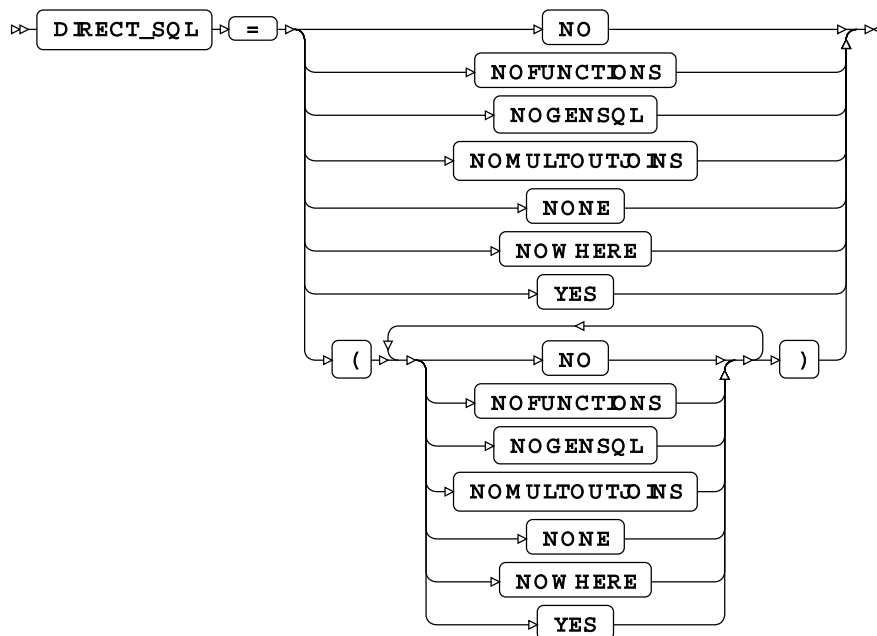 DIRECT_SQL = NO
NOFUNCTIONS
NOGENSQL
NOMULTOUTJOINS
NONE
NOWHERE
YES
( NO )
NOFUNCTIONS
NOGENSQL
NOMULTOUTJOINS
NONE
NOWHERE
YES